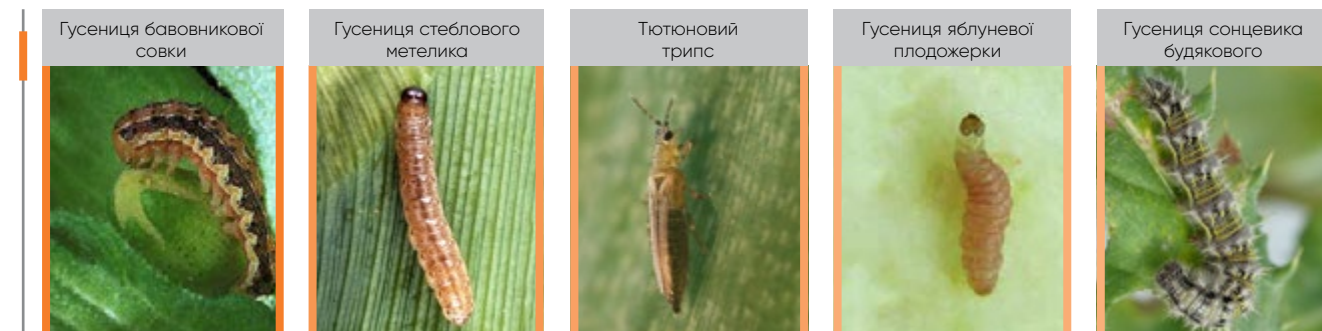 Гусениця бавовникової
совки
Гусениця стеблового
метелика
Тютюновий
трипс
Гусениця яблуневої
плодожерки
Гусениця сонцевика
будякового